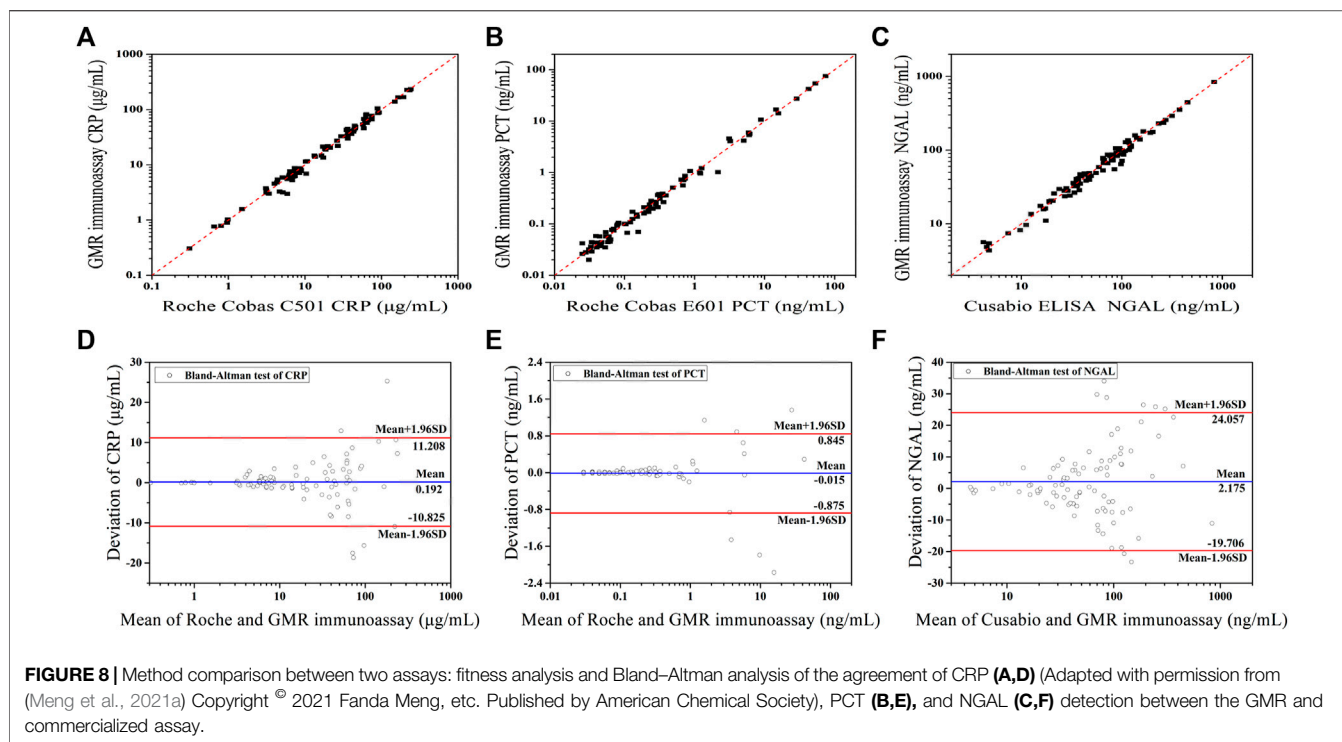 A
GMR immunoassay CRP (μg/mL)
1000
100
10
1
0.1
0.1
1
10
100
1000
Roche Cobas C501 CRP (μg/mL)
B
GMR immunoassay PCT (ng/mL)
100
10
1
0.1
0.01
0.01
0.1
1
10
100
Roche Cobas E601 PCT (ng/mL)
C
GMR immunoassay NGAL (ng/mL)
1000
100
10
10
100
1000
Cusabio ELISA NGAL (ng/mL)
D
Deviation of CRP (μg/mL)
30
20
10
0
-10
-20
Bland-Altman test of CRP
Mean+1.96SD
11.208
Mean
0.192
-10.825
Mean-1.96SD
1
10
100
1000
Mean of Roche and GMR immunoassay (μg/mL)
E
Deviation of PCT (ng/mL)
2.4
1.6
0.8
0.0
-0.8
-1.6
-2.4
Bland-Altman test of PCT
Mean+1.96SD
0.845
Mean
-0.015
-0.875
Mean-1.96SD
0.01
0.1
1
10
100
Mean of Roche and GMR immunoassay (ng/mL)
F
Deviation of NGAL (ng/mL)
40
30
20
10
0
-10
-20
-30
Bland-Altman test of NGAL
Mean+1.96SD
24.057
Mean
2.175
-19.706
Mean-1.96SD
10
100
1000
Mean of Cusabio and GMR immunoassay (ng/mL)
FIGURE 8 | Method comparison between two assays: fitness analysis and Bland–Altman analysis of the agreement of CRP (A,D) (Adapted with permission from
(Meng et al., 2021a) Copyright © 2021 Fanda Meng, etc. Published by American Chemical Society), PCT (B,E), and NGAL (C,F) detection between the GMR and
commercialized assay.